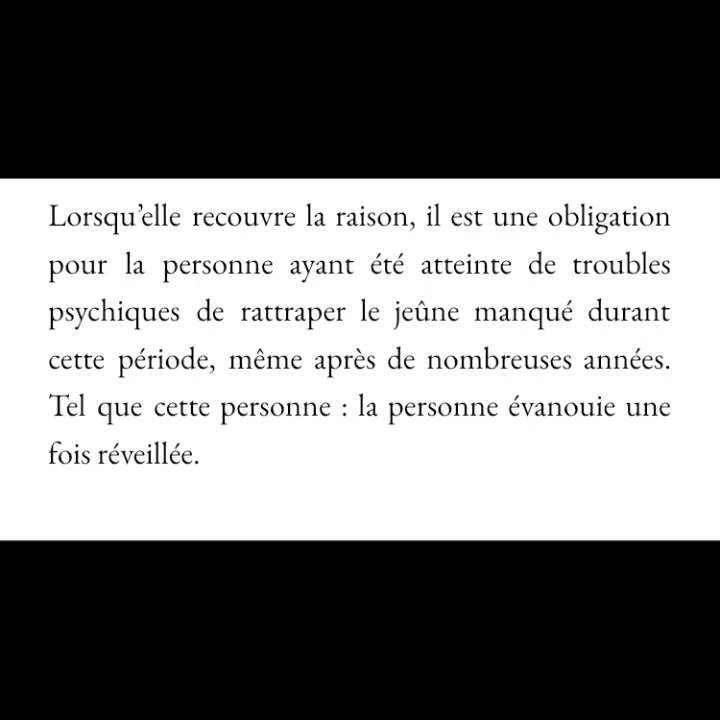 Lorsqu’elle recouvre la raison, il est une obligation
pour la personne ayant été atteinte de troubles
psychiques de rattraper le jeûne manqué durant
cette période, même après de nombreuses années.
Tel que cette personne : la personne évanouie une
fois réveillée.